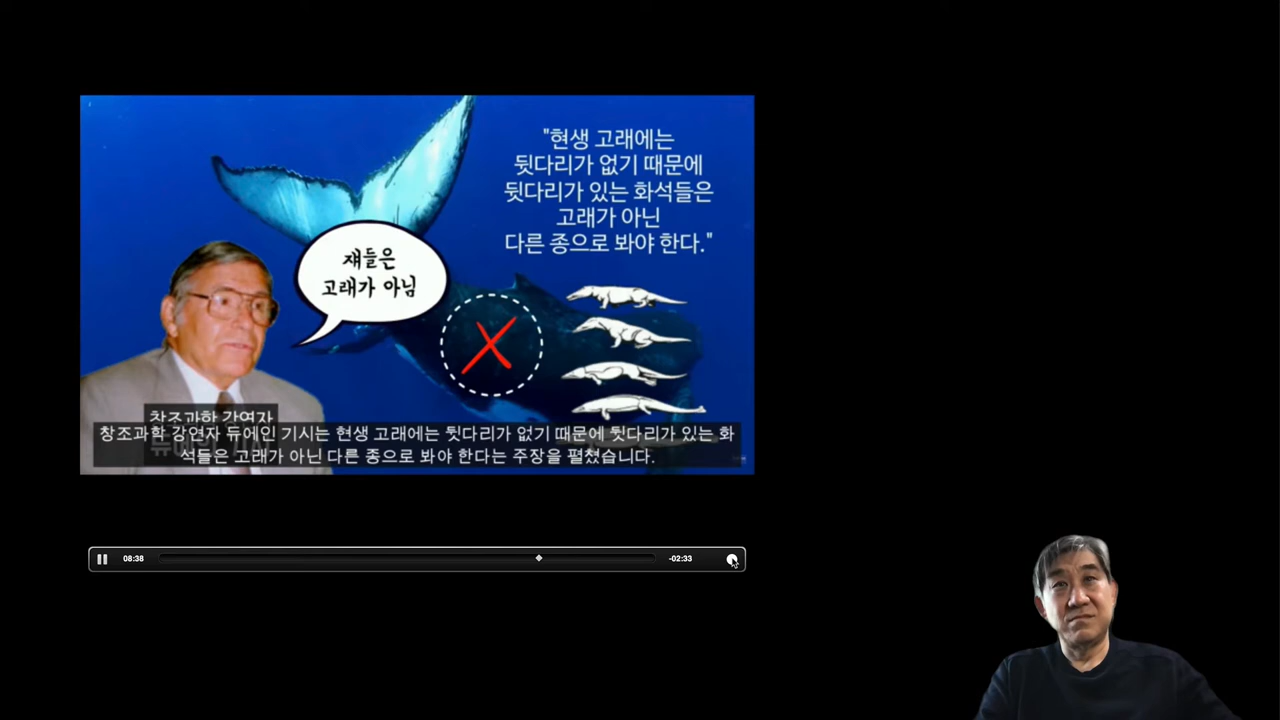 "현생 고래에는
뒷다리가 없기 때문에
뒷다리가 있는 화석들은
고래가 아닌
다른 종으로 봐야 한다."
쟤들은
고래가 아님
창조과학 강연자
듀에인 기시
창조과학 강연자 듀에인 기시는 현생 고래에는 뒷다리가 없기 때문에 뒷다리가 있는 화
석들은 고래가 아닌 다른 종으로 봐야 한다는 주장을 펼쳤습니다.
08:38
-02:33